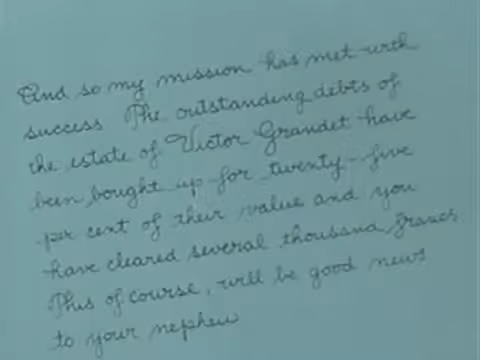 And so my mission has met with
success The outstanding debts of
the estate of Victor Grandet have
been bought up for twenty-five
per cent of their value and you
have cleared several thousand francs
This of course, will be good news
to your nephew